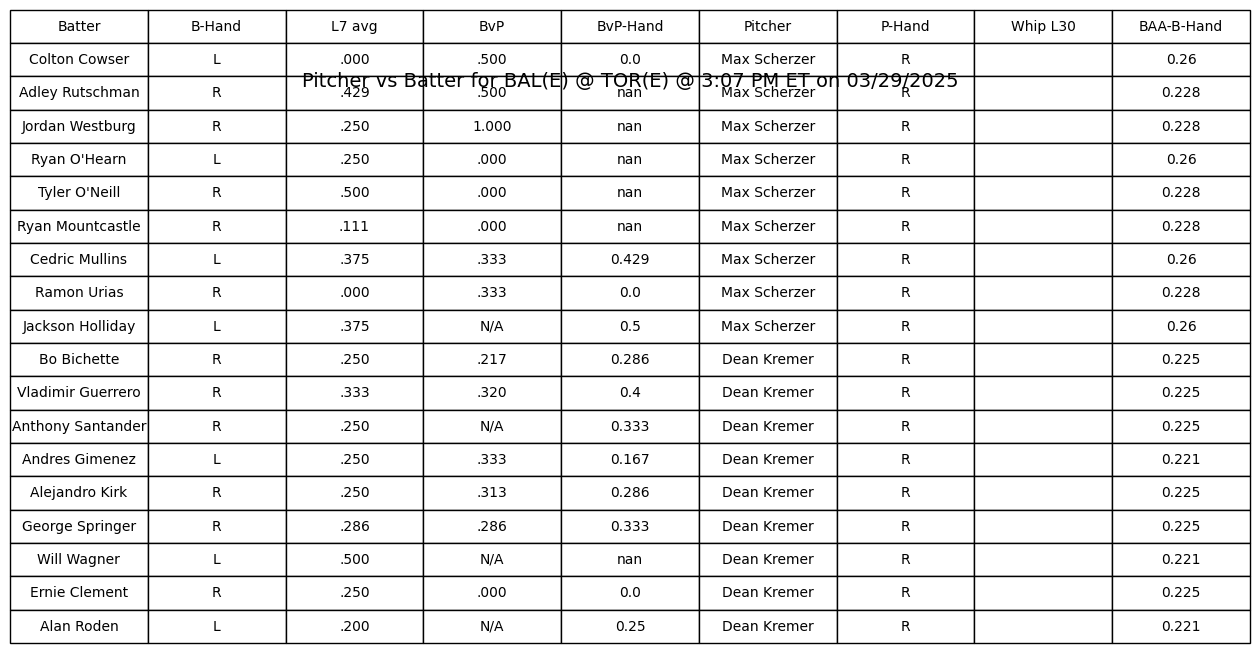 Batter B-Hand L7 avg BvP BvP-Hand Pitcher P-Hand Whip L30 BAA-B-Hand
Colton Cowser L .000 .500 0.0 Max Scherzer R 0.26
Pitcher vs Batter for BAL(E) @ TOR(E) @ 3:07 PM ET on 03/29/2025
Adley Rutschman R .429 .500 nan Max Scherzer R 0.228
Jordan Westburg R .250 1.000 nan Max Scherzer R 0.228
Ryan O'Hearn L .250 .000 nan Max Scherzer R 0.26
Tyler O'Neill R .500 .000 nan Max Scherzer R 0.228
Ryan Mountcastle R .111 .000 nan Max Scherzer R 0.228
Cedric Mullins L .375 .333 0.429 Max Scherzer R 0.26
Ramon Urias R .000 .333 0.0 Max Scherzer R 0.228
Jackson Holliday L .375 N/A 0.5 Max Scherzer R 0.26
Bo Bichette R .250 .217 0.286 Dean Kremer R 0.225
Vladimir Guerrero R .333 .320 0.4 Dean Kremer R 0.225
Anthony Santander R .250 N/A 0.333 Dean Kremer R 0.225
Andres Gimenez L .250 .333 0.167 Dean Kremer R 0.221
Alejandro Kirk R .250 .313 0.286 Dean Kremer R 0.225
George Springer R .286 .286 0.333 Dean Kremer R 0.225
Will Wagner L .500 N/A nan Dean Kremer R 0.221
Ernie Clement R .250 .000 0.0 Dean Kremer R 0.225
Alan Roden L .200 N/A 0.25 Dean Kremer R 0.221